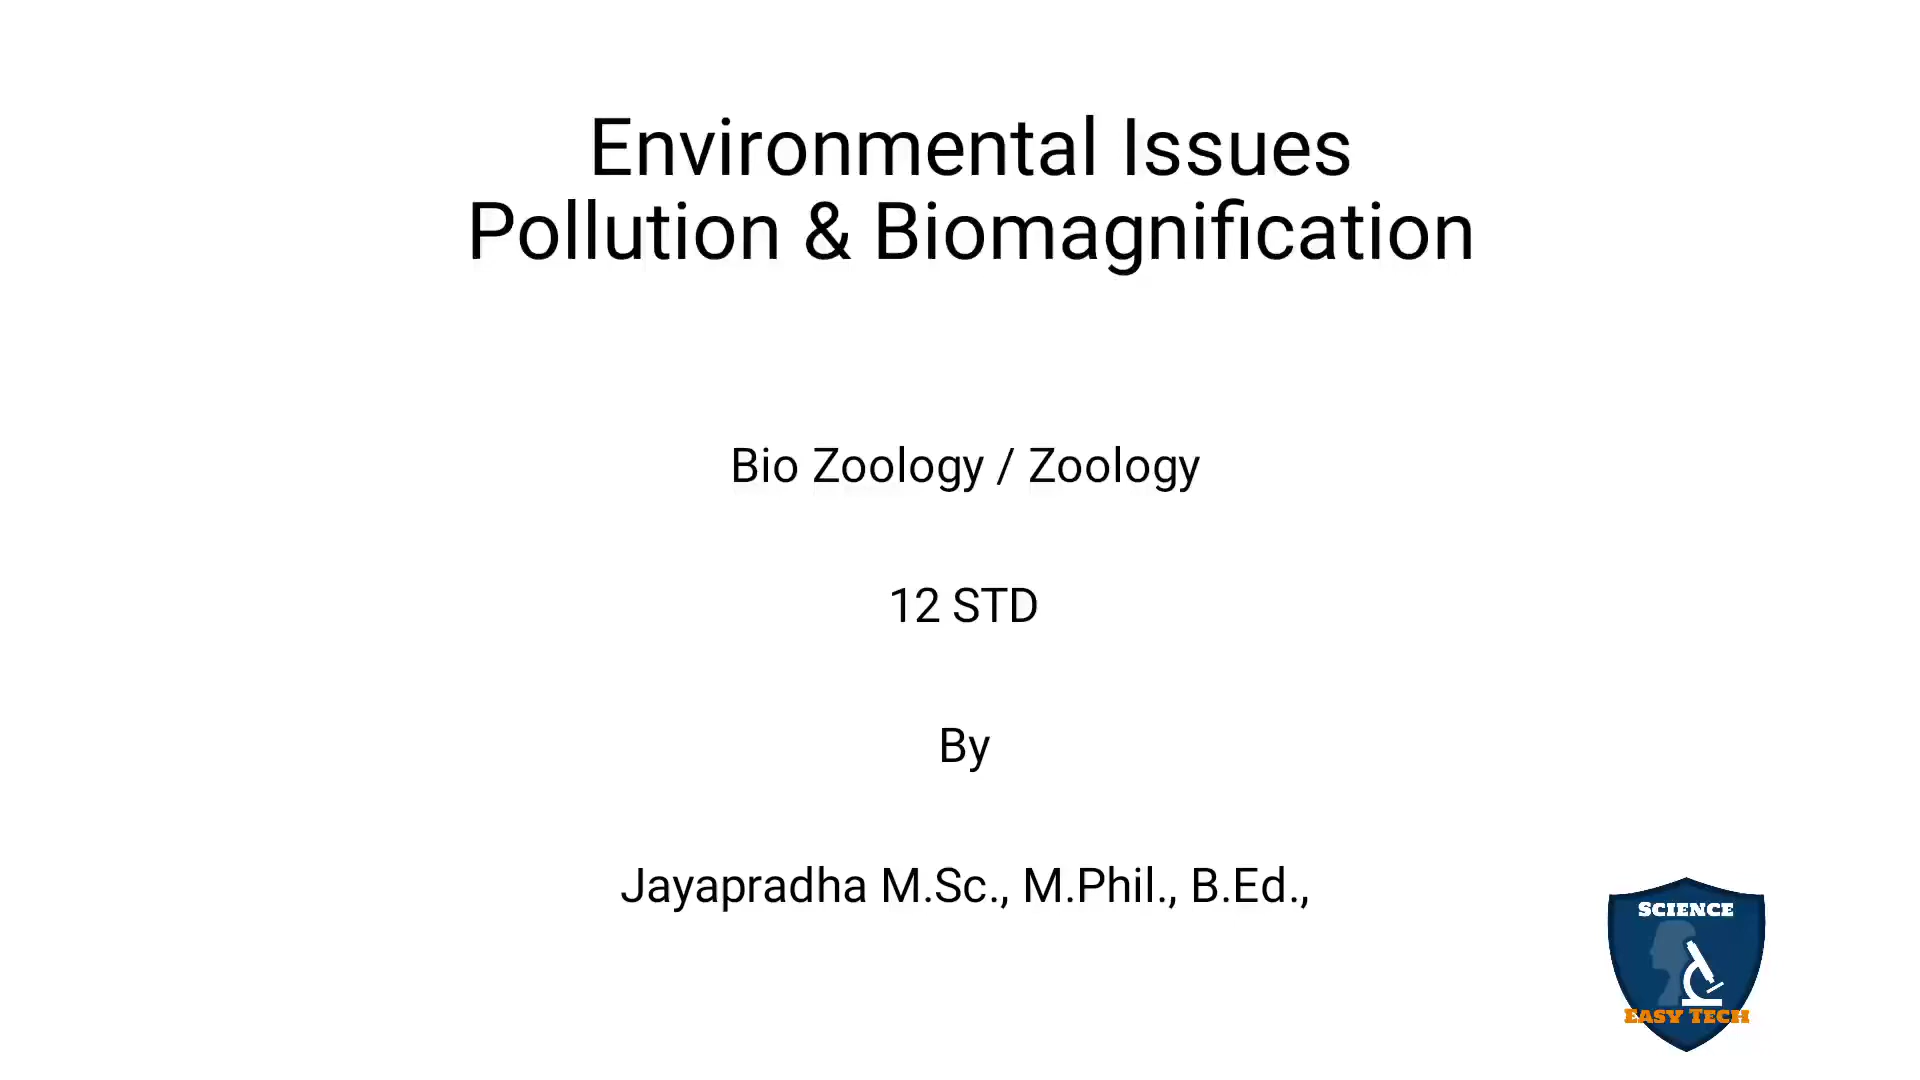 Environmental Issues
Pollution & Biomagnification
Bio Zoology / Zoology
12 STD
By
Jayapradha M.Sc., M.Phil., B.Ed.,
SCIENCE
EASY TECH